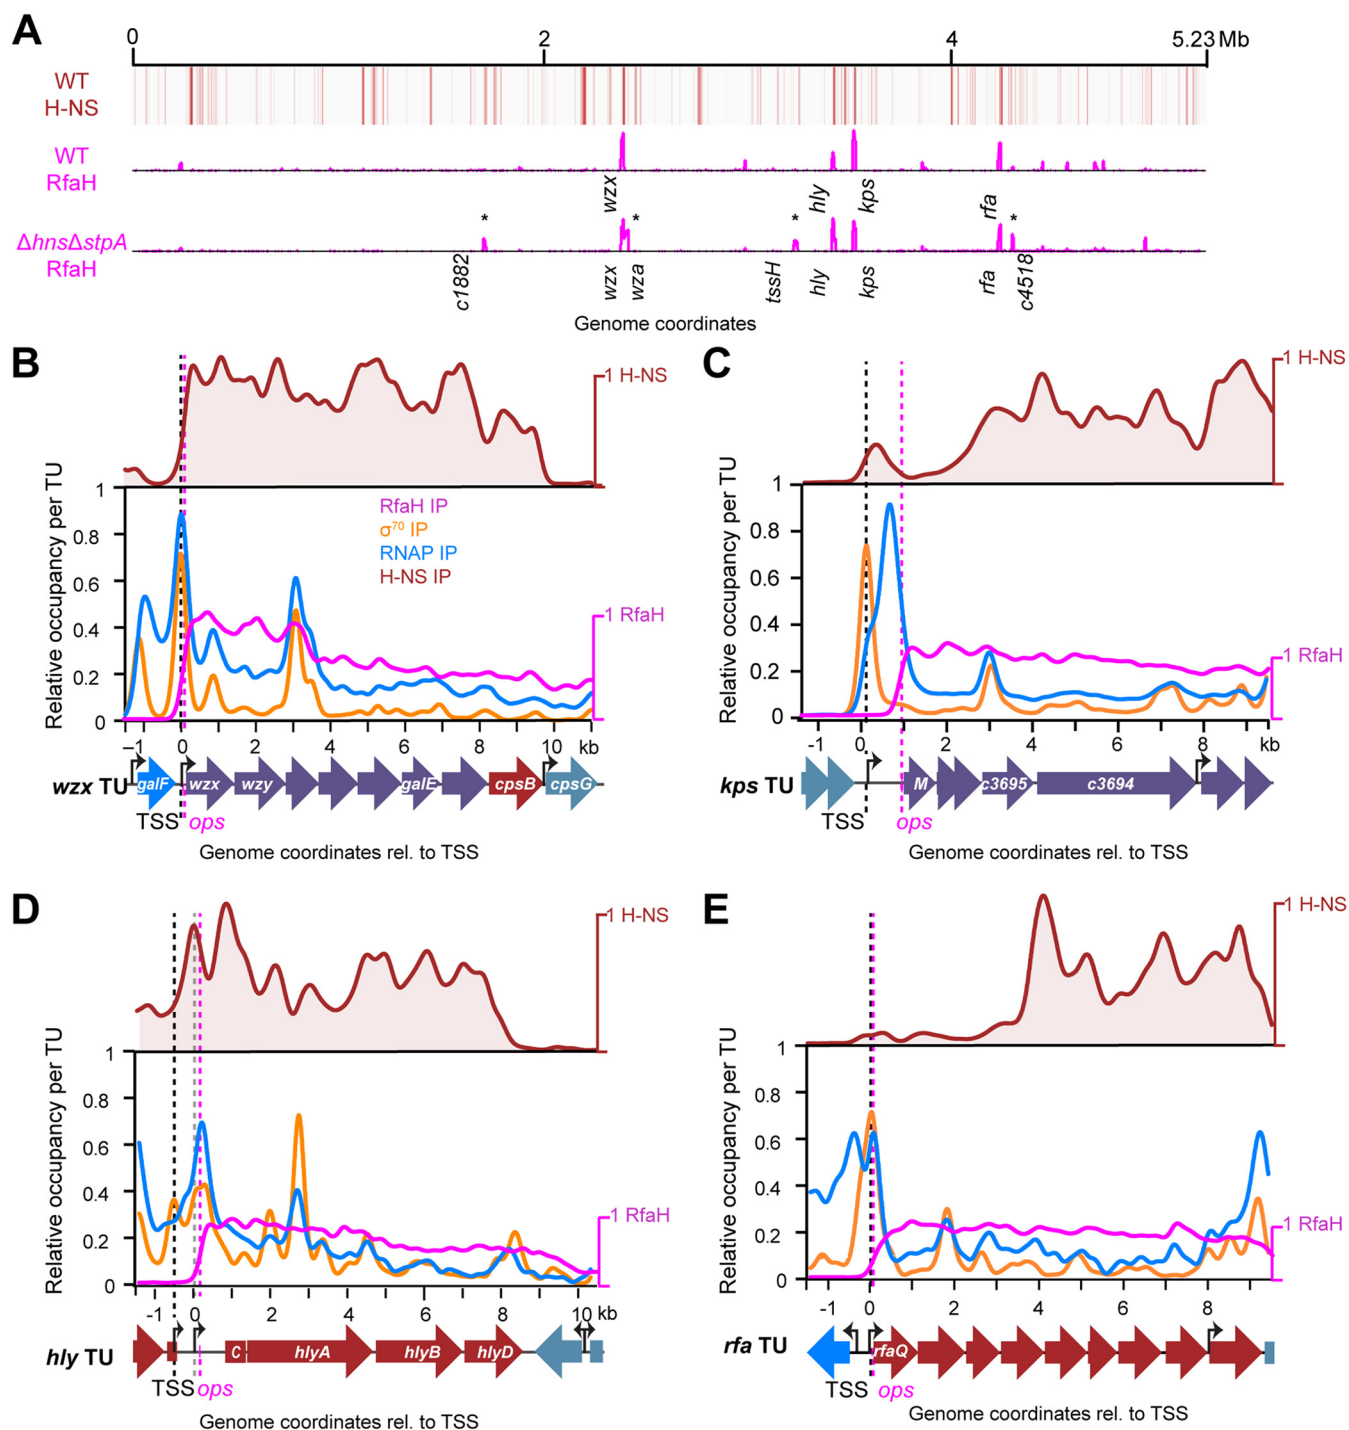 A
0 2 4 5.23 Mb
WT
H-NS
WT
RfaH
wzx hly kps rfa
* * * *
ΔhnsΔstpA
RfaH
c1882 wzx wza tssH hly kps rfa c4518
Genome coordinates
B
1 H-NS
Relative occupancy per TU
1
0.8
0.6
0.4
0.2
0
RfaH IP
σ⁷⁰ IP
RNAP IP
H-NS IP
1 RfaH
−1 0 2 4 6 8 10 kb
wzx TU galF wzx wzy galE cpsB cpsG
TSS ops
Genome coordinates rel. to TSS
C
1 H-NS
Relative occupancy per TU
1
0.8
0.6
0.4
0.2
0
1 RfaH
-1 0 2 4 6 8 kb
kps TU M c3695 c3694
TSS ops
Genome coordinates rel. to TSS
D
1 H-NS
Relative occupancy per TU
1
0.8
0.6
0.4
0.2
0
1 RfaH
-1 0 2 4 6 8 10 kb
hly TU C hlyA hlyB hlyD
TSS ops
Genome coordinates rel. to TSS
E
1 H-NS
Relative occupancy per TU
1
0.8
0.6
0.4
0.2
0
1 RfaH
-1 0 2 4 6 8
rfa TU rfaQ
TSS ops
Genome coordinates rel. to TSS